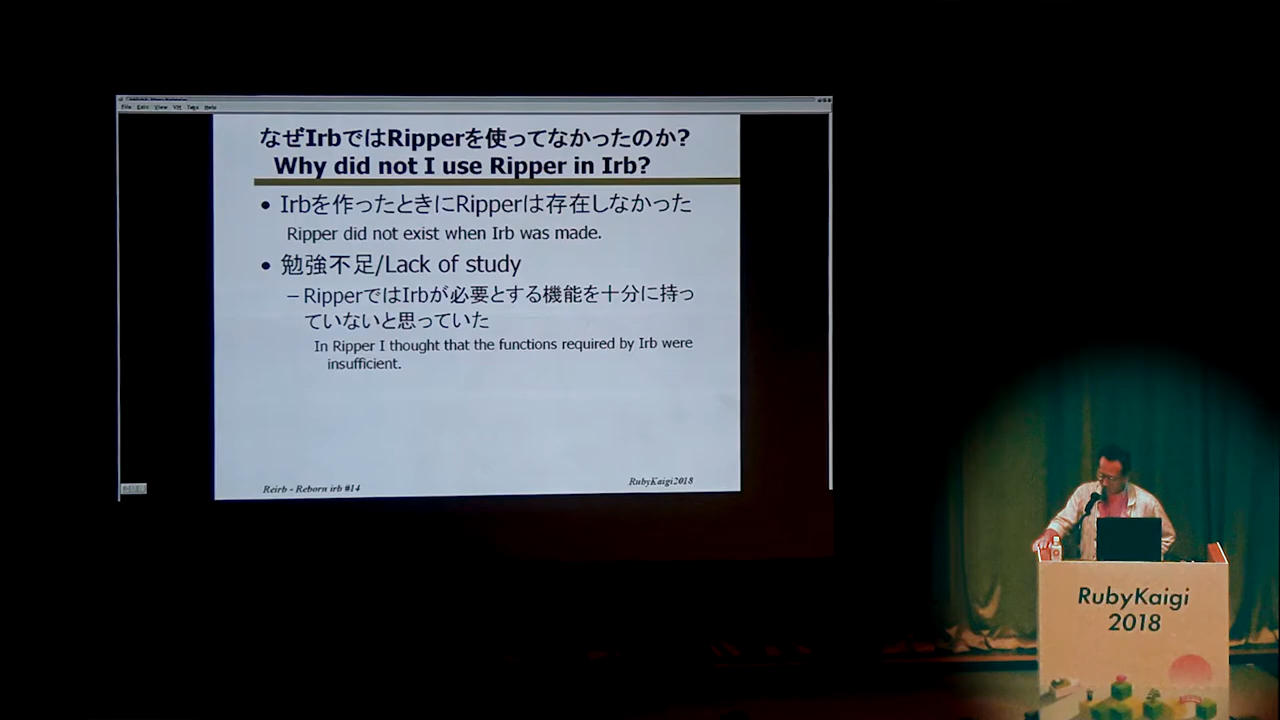 File Edit View VM Tags Help
なぜIrbではRipperを使ってなかったのか?
Why did not I use Ripper in Irb?
• Irbを作ったときにRipperは存在しなかった
Ripper did not exist when Irb was made.
• 勉強不足/Lack of study
–RipperではIrbが必要とする機能を十分に持っ
ていないと思っていた
In Ripper I thought that the functions required by Irb were
insufficient.
Reirb - Reborn irb #14
RubyKaigi2018
RubyKaigi
2018